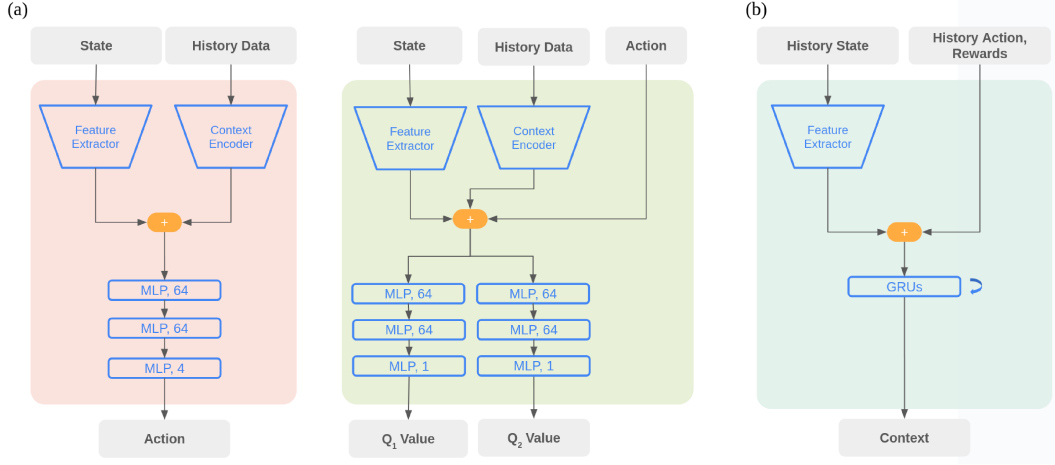 (a)
State
History Data
Feature
Extractor
Context
Encoder
+
MLP, 64
MLP, 64
MLP, 4
Action
State
History Data
Action
Feature
Extractor
Context
Encoder
+
MLP, 64
MLP, 64
MLP, 64
MLP, 64
MLP, 1
MLP, 1
Q1 Value
Q2 Value
(b)
History State
History Action,
Rewards
Feature
Extractor
+
GRUs
Context